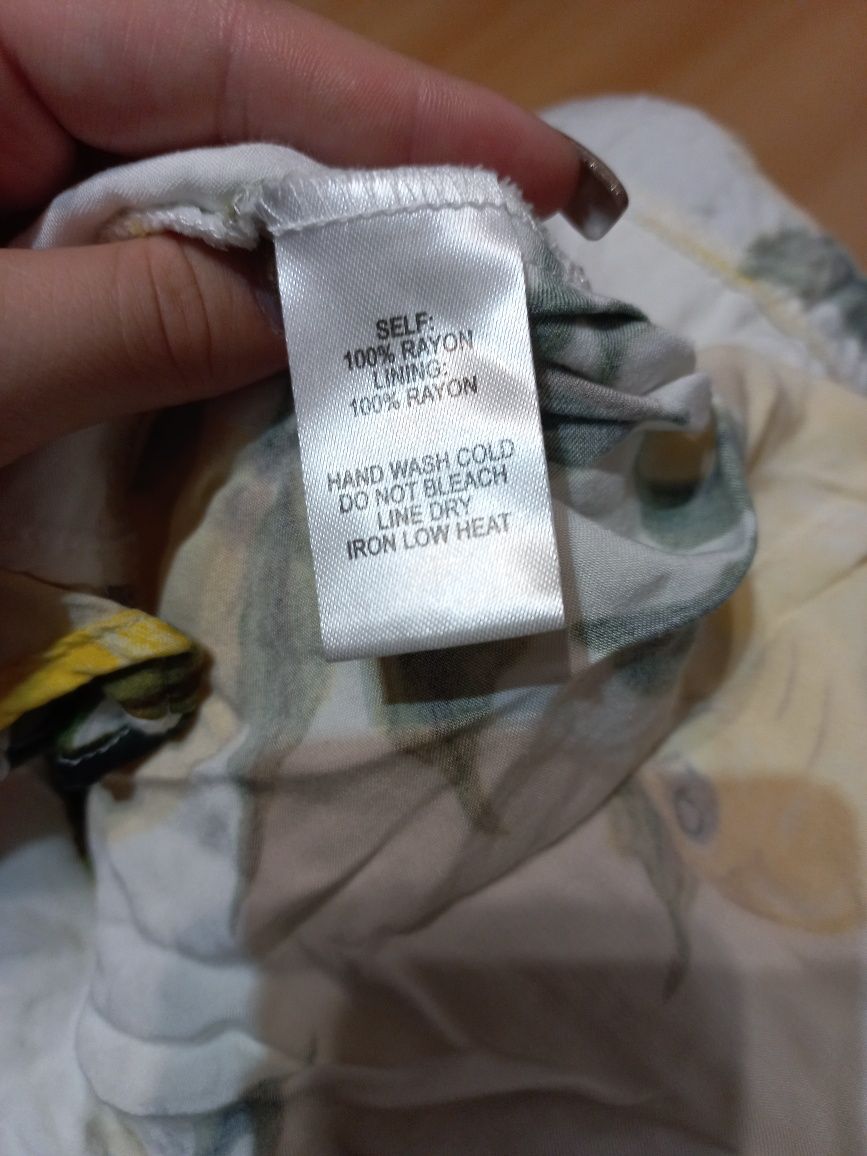 SELF:
100% RAYON
LINING:
100% RAYON
HAND WASH COLD
DO NOT BLEACH
LINE DRY
IRON LOW HEAT